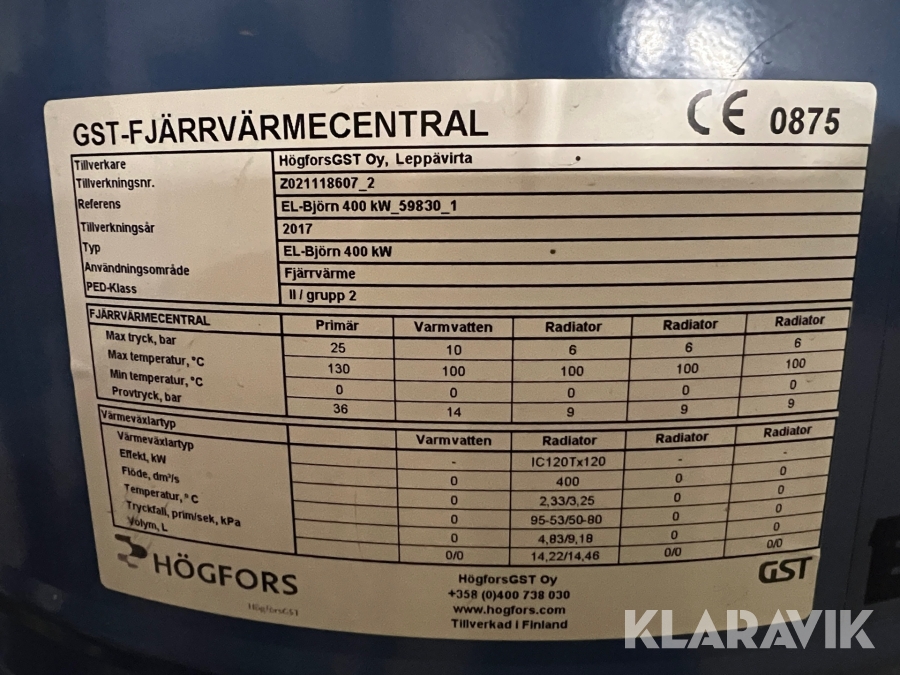 GST-FJÄRRVÄRMECENTRAL CE 0875
Tillverkare HögforsGST Oy, Leppävirta
Tillverkningsnr. Z021118607_2
Referens EL-Björn 400 kW_59830_1
Tillverkningsår 2017
Typ EL-Björn 400 kW
Användningsområde Fjärrvärme
PED-Klass II / grupp 2
FJÄRRVÄRMECENTRAL Primär Varmvatten Radiator Radiator Radiator
Max tryck, bar 25 10 6 6 6
Max temperatur, °C 130 100 100 100 100
Min temperatur, °C 0 0 0 0 0
Provtryck, bar 36 14 9 9 9
Värmeväxlartyp Varmvatten Radiator Radiator Radiator
Värmeväxlartyp - IC120Tx120 - -
Effekt, kW 0 400 0 0
Flöde, dm³/s 0 2,33/3,25 0 0
Temperatur, °C 0 95-53/50-80 0 0
Tryckfall, prim/sek, kPa 0 4,83/9,18 0 0
Volym, L 0/0 14,22/14,46 0/0 0/0
HÖGFORS
HögforsGST
HögforsGST Oy
+358 (0)400 738 030
www.hogfors.com
Tillverkad i Finland
GST
KLARAVIK